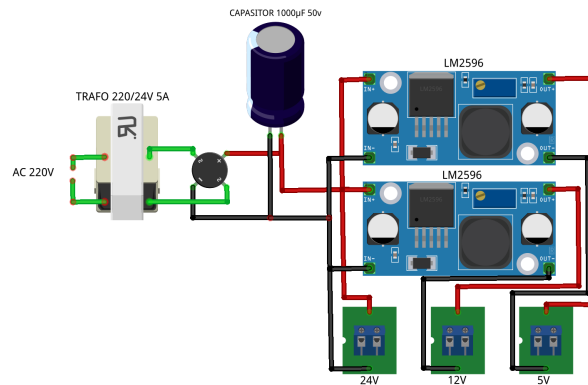 CAPASITOR 1000µF 50v
TRAFO 220/24V 5A
AC 220V
LM2596
IN+
OUT+
IN-
OUT-
LM2596
IN+
OUT+
IN-
OUT-
24V
12V
5V